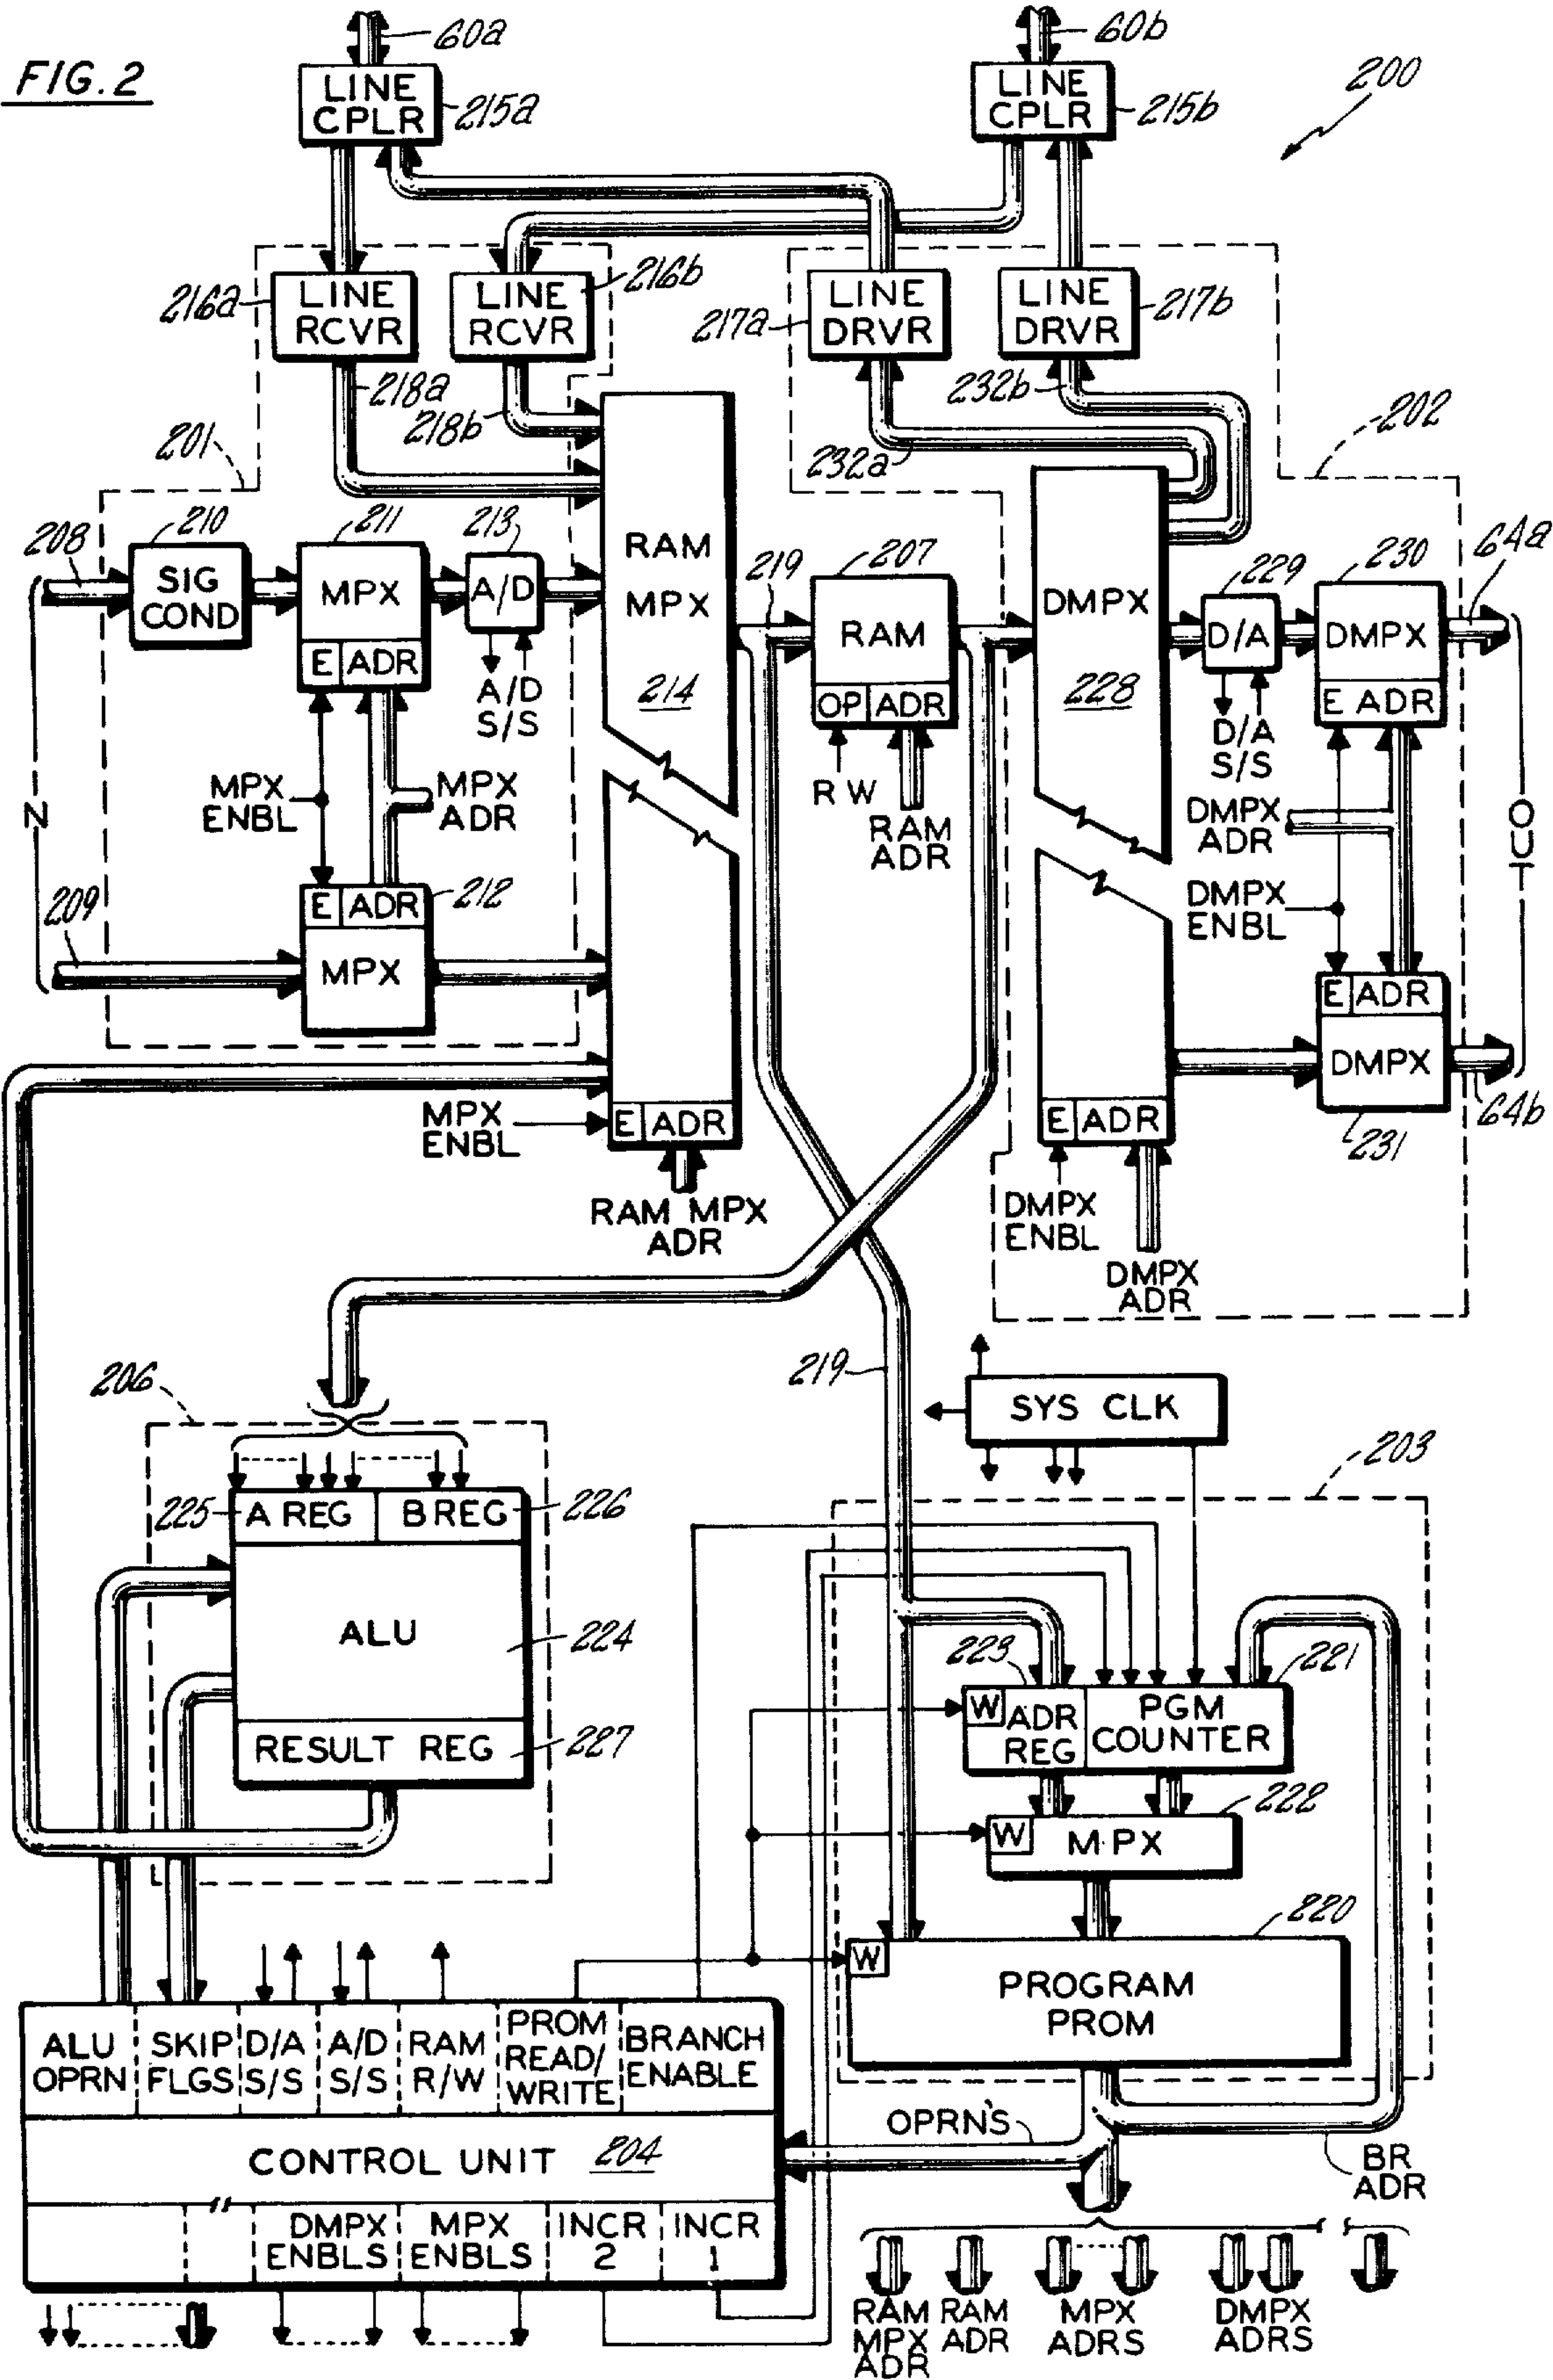 FIG. 2
60a
60b
200
LINE
CPLR
215a
LINE
CPLR
215b
216a
LINE
RCVR
LINE
RCVR
216b
217a
LINE
DRVR
LINE
DRVR
217b
218a
218b
232a
232b
201
202
208
210
SIG
COND
211
MPX
E ADR
213
A/D
A/D
S/S
RAM
MPX
214
219
207
RAM
OP ADR
R W
RAM
ADR
DMPX
228
229
D/A
D/A
S/S
230
DMPX
E ADR
64a
IN
OUT
MPX
ENBL
MPX
ADR
DMPX
ADR
DMPX
ENBL
209
E ADR
212
MPX
E ADR
DMPX
231
64b
MPX
ENBL
E ADR
RAM MPX
ADR
E ADR
DMPX
ENBL
DMPX
ADR
206
219
SYS CLK
203
225
A REG
B REG
226
ALU
224
RESULT REG
227
223
221
W
ADR
REG
PGM
COUNTER
222
W
MPX
220
W
PROGRAM
PROM
ALU
OPRN
SKIP
FLGS
D/A
S/S
A/D
S/S
RAM
R/W
PROM
READ/
WRITE
BRANCH
ENABLE
CONTROL UNIT 204
OPRN'S
BR
ADR
DMPX
ENBLS
MPX
ENBLS
INCR
2
INCR
1
RAM
MPX
ADR
RAM
ADR
MPX
ADRS
DMPX
ADRS